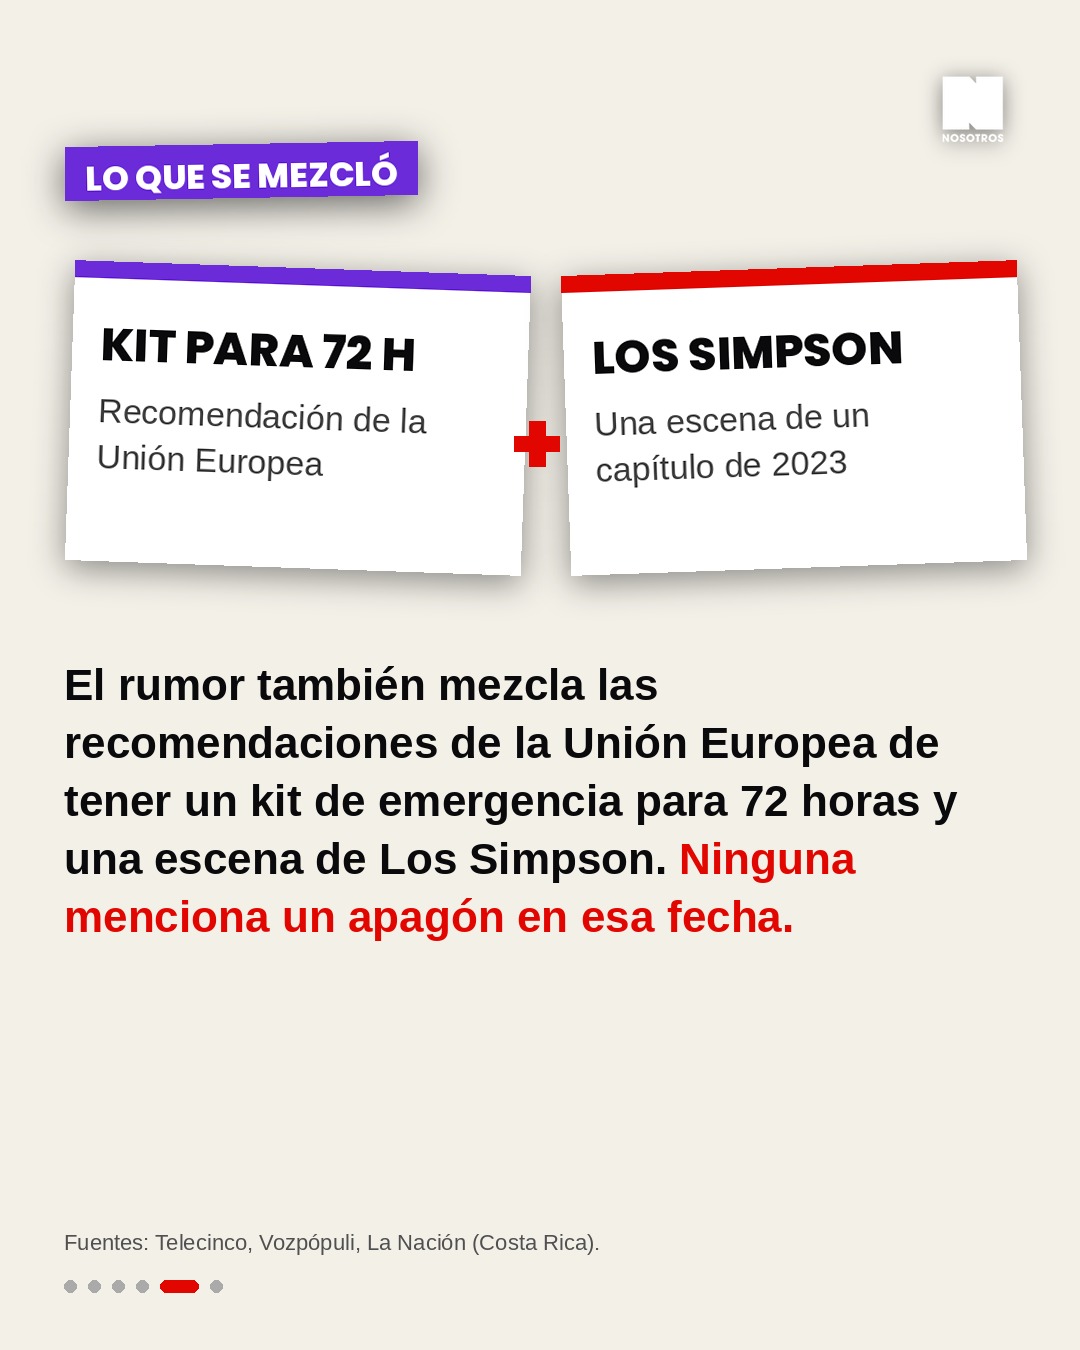 NOSOTROS
LO QUE SE MEZCLÓ
KIT PARA 72 H
Recomendación de la
Unión Europea
LOS SIMPSON
Una escena de un
capítulo de 2023
El rumor también mezcla las
recomendaciones de la Unión Europea de
tener un kit de emergencia para 72 horas y
una escena de Los Simpson. Ninguna
menciona un apagón en esa fecha.
Fuentes: Telecinco, Vozpópuli, La Nación (Costa Rica).